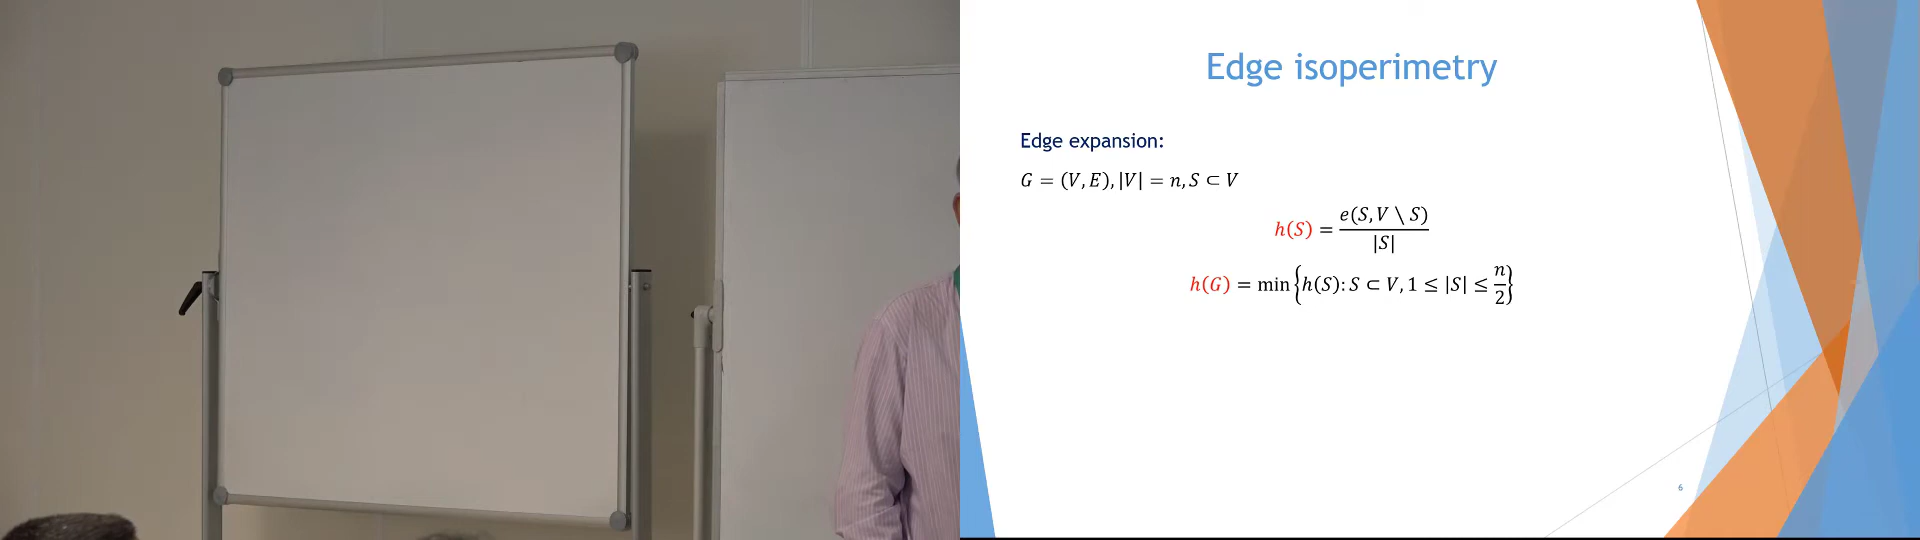 Edge isoperimetry
Edge expansion:
G = (V, E), |V| = n, S ⊂ V
h(S) = e(S, V \ S) / |S|
h(G) = min {h(S): S ⊂ V, 1 ≤ |S| ≤ n/2}
6